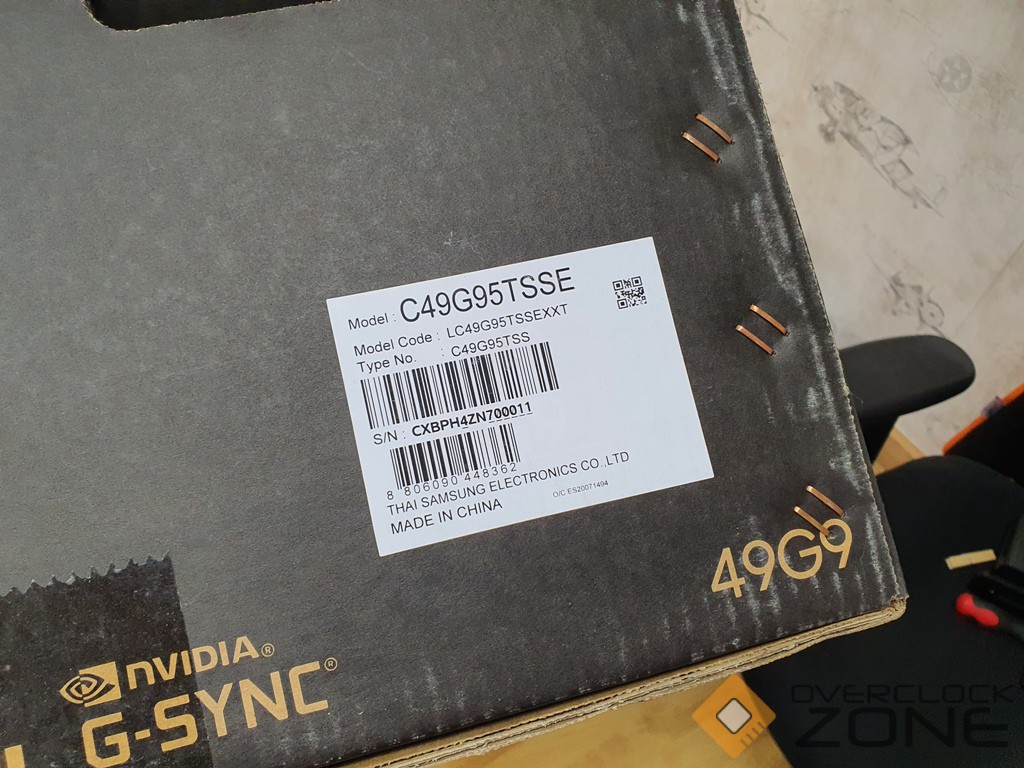 Model : C49G95TSSE
Model Code : LC49G95TSSEXXT
Type No. : C49G95TSS
S/N : CXBPH4ZN700011
8 806090 448362
THAI SAMSUNG ELECTRONICS CO.,LTD
MADE IN CHINA
O/C ES20071494
49G9
NVIDIA®
G-SYNC®
OVERCLOCK
ZONE